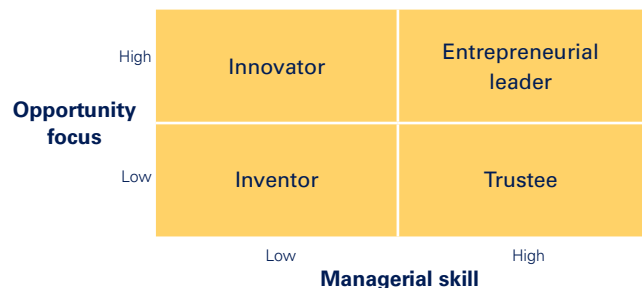 High
Innovator
Entrepreneurial
leader
Opportunity
focus
Low
Inventor
Trustee
Low
High
Managerial skill